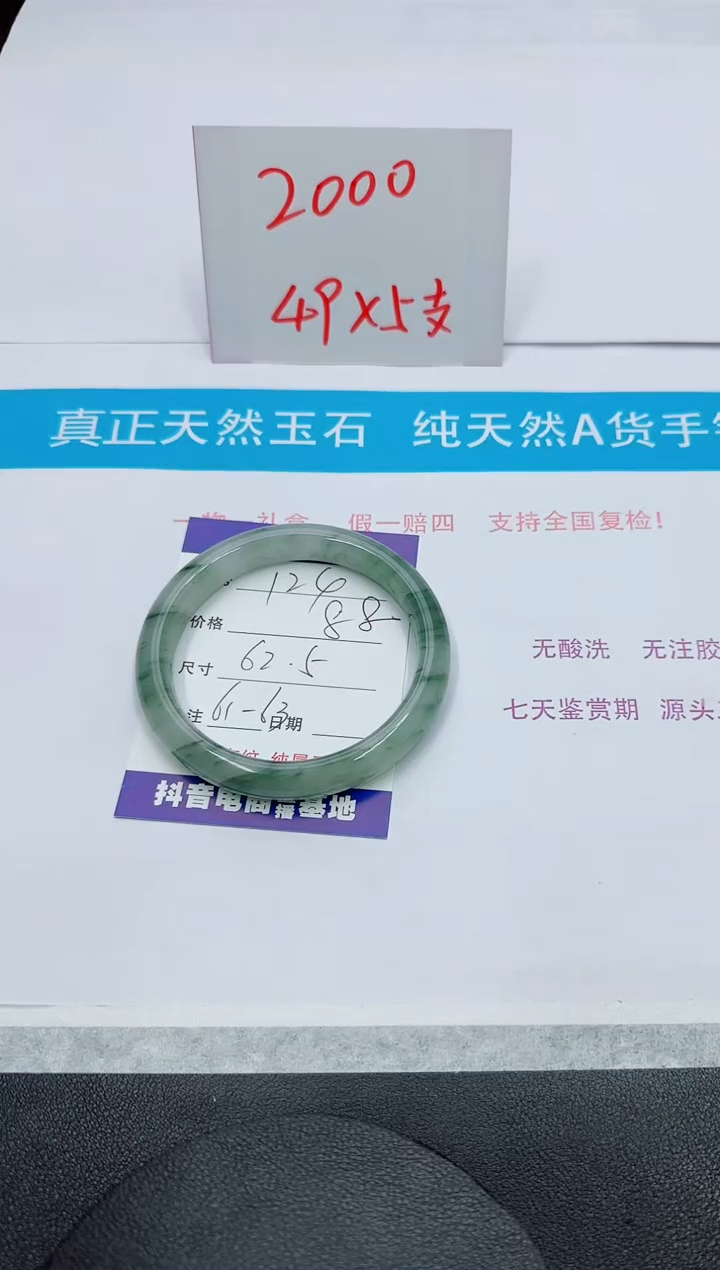 2000
49X5支
真正天然玉石 纯天然A货手
假一赔四 支持全国复检!
124
价格 88
尺寸 62.5
注 61-63 日期
无酸洗 无注胶
七天鉴赏期 源头
抖音电商直播基地